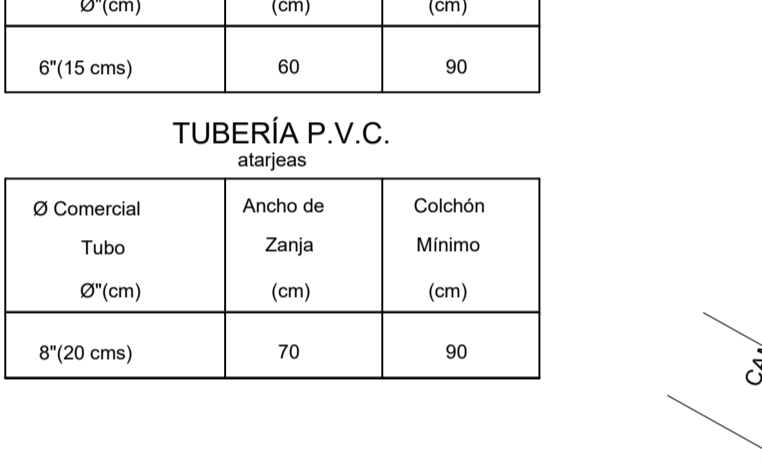 Ø"(cm) (cm) (cm)
6"(15 cms) 60 90
TUBERÍA P.V.C.
atarjeas
Ø Comercial Ancho de Colchón
Tubo Zanja Mínimo
Ø"(cm) (cm) (cm)
8"(20 cms) 70 90